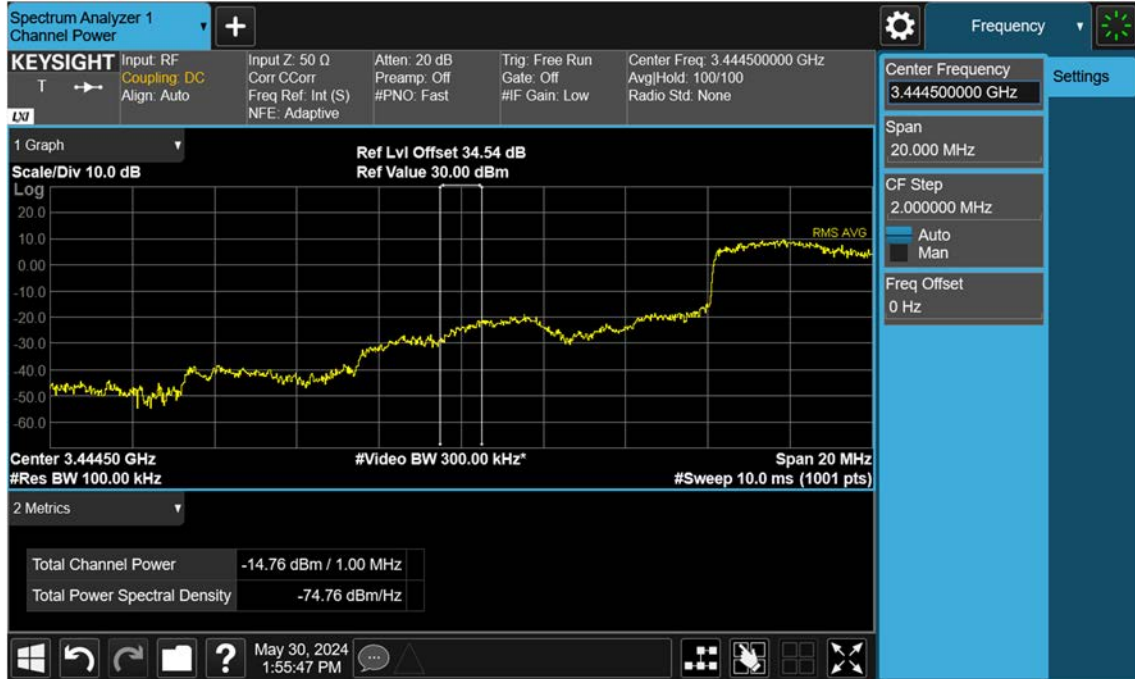 Spectrum Analyzer 1
Channel Power
+
Frequency
KEYSIGHT
T
LXI
Input: RF
Coupling: DC
Align: Auto
Input Z: 50 Ω
Corr CCorr
Freq Ref: Int (S)
NFE: Adaptive
Atten: 20 dB
Preamp: Off
#PNO: Fast
Trig: Free Run
Gate: Off
#IF Gain: Low
Center Freq: 3.444500000 GHz
Avg|Hold: 100/100
Radio Std: None
Center Frequency
3.444500000 GHz
Settings
Span
20.000 MHz
CF Step
2.000000 MHz
Auto
Man
Freq Offset
0 Hz
1 Graph
Scale/Div 10.0 dB
Ref Lvl Offset 34.54 dB
Ref Value 30.00 dBm
Log
20.0
10.0
0.00
-10.0
-20.0
-30.0
-40.0
-50.0
-60.0
RMS AVG
Center 3.44450 GHz
#Video BW 300.00 kHz*
Span 20 MHz
#Res BW 100.00 kHz
#Sweep 10.0 ms (1001 pts)
2 Metrics
Total Channel Power -14.76 dBm / 1.00 MHz
Total Power Spectral Density -74.76 dBm/Hz
?
May 30, 2024
1:55:47 PM